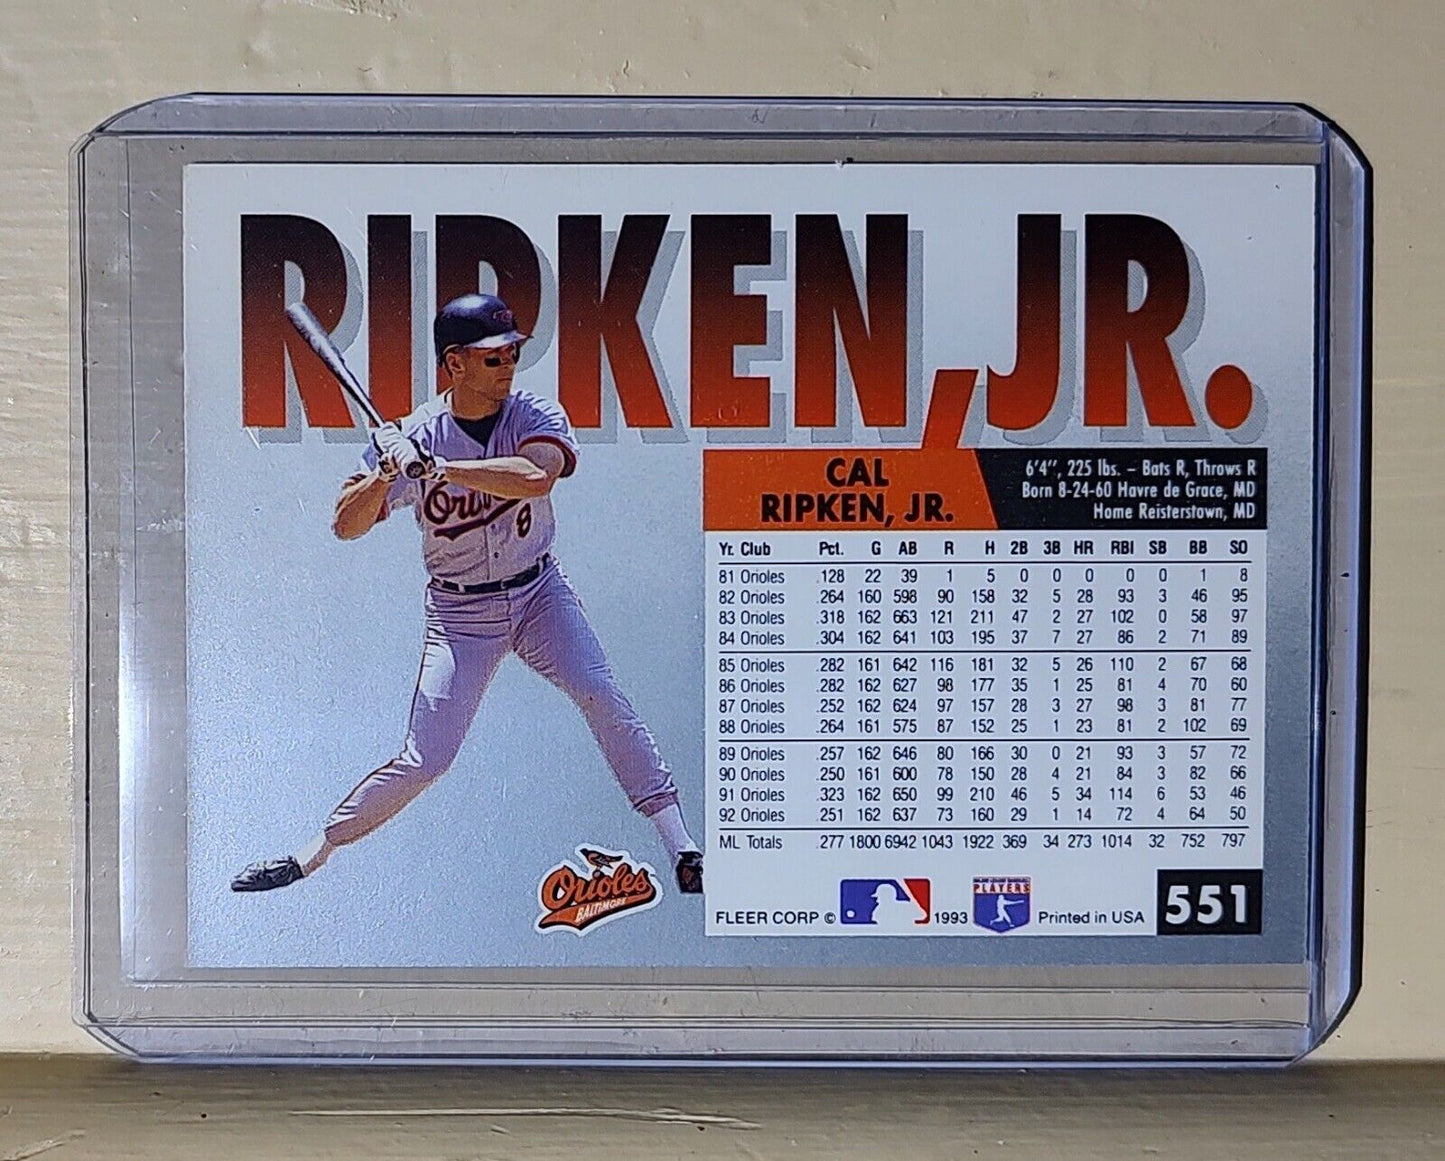 RIPKEN, JR.
CAL
RIPKEN, JR.
6'4'', 225 lbs. – Bats R, Throws R
Born 8-24-60 Havre de Grace, MD
Home Reisterstown, MD
Yr. Club Pct. G AB R H 2B 3B HR RBI SB BB SO
81 Orioles .128 22 39 1 5 0 0 0 0 0 1 8
82 Orioles .264 160 598 90 158 32 5 28 93 3 46 95
83 Orioles .318 162 663 121 211 47 2 27 102 0 58 97
84 Orioles .304 162 641 103 195 37 7 27 86 2 71 89
85 Orioles .282 161 642 116 181 32 5 26 110 2 67 68
86 Orioles .282 162 627 98 177 35 1 25 81 4 70 60
87 Orioles .252 162 624 97 157 28 3 27 98 3 81 77
88 Orioles .264 161 575 87 152 25 1 23 81 2 102 69
89 Orioles .257 162 646 80 166 30 0 21 93 3 57 72
90 Orioles .250 161 600 78 150 28 4 21 84 3 82 66
91 Orioles .323 162 650 99 210 46 5 34 114 6 53 46
92 Orioles .251 162 637 73 160 29 1 14 72 4 64 50
ML Totals .277 1800 6942 1043 1922 369 34 273 1014 32 752 797
Orioles
BALTIMORE
8
FLEER CORP © 1993
MAJOR LEAGUE BASEBALL
PLAYERS
Printed in USA
551